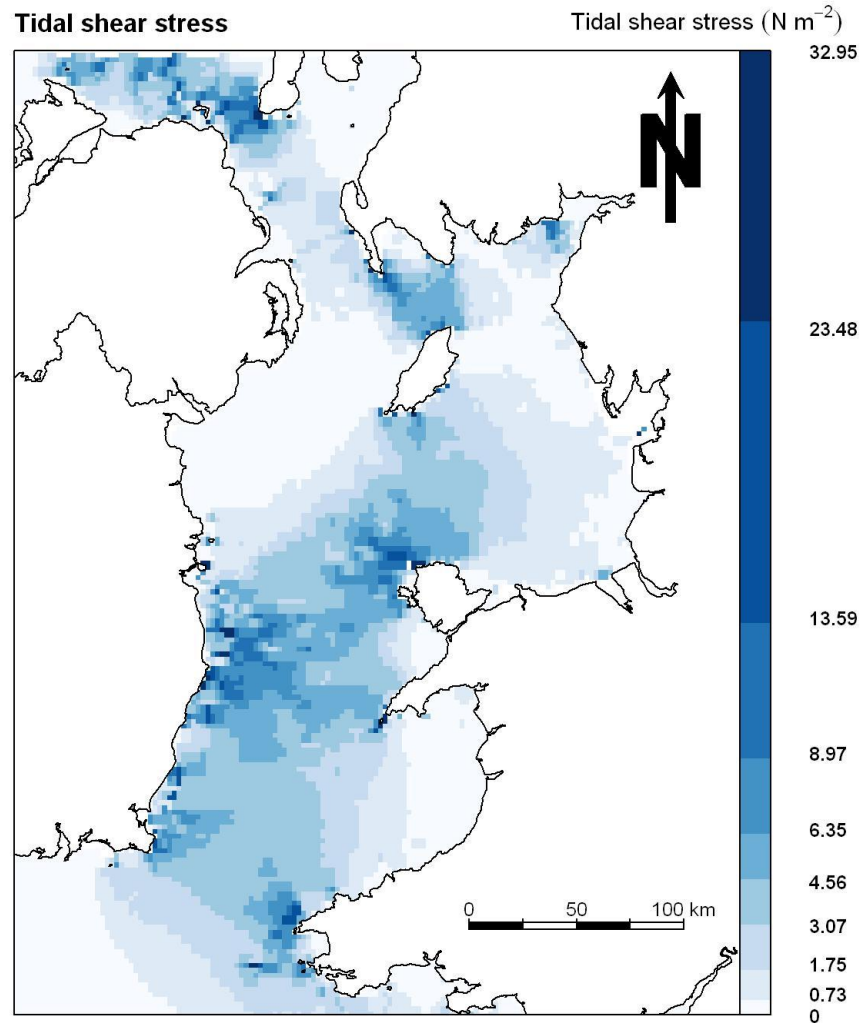 Tidal shear stress
Tidal shear stress (N m⁻²)
32.95
N
23.48
13.59
8.97
6.35
4.56
3.07
1.75
0.73
0
0 50 100 km